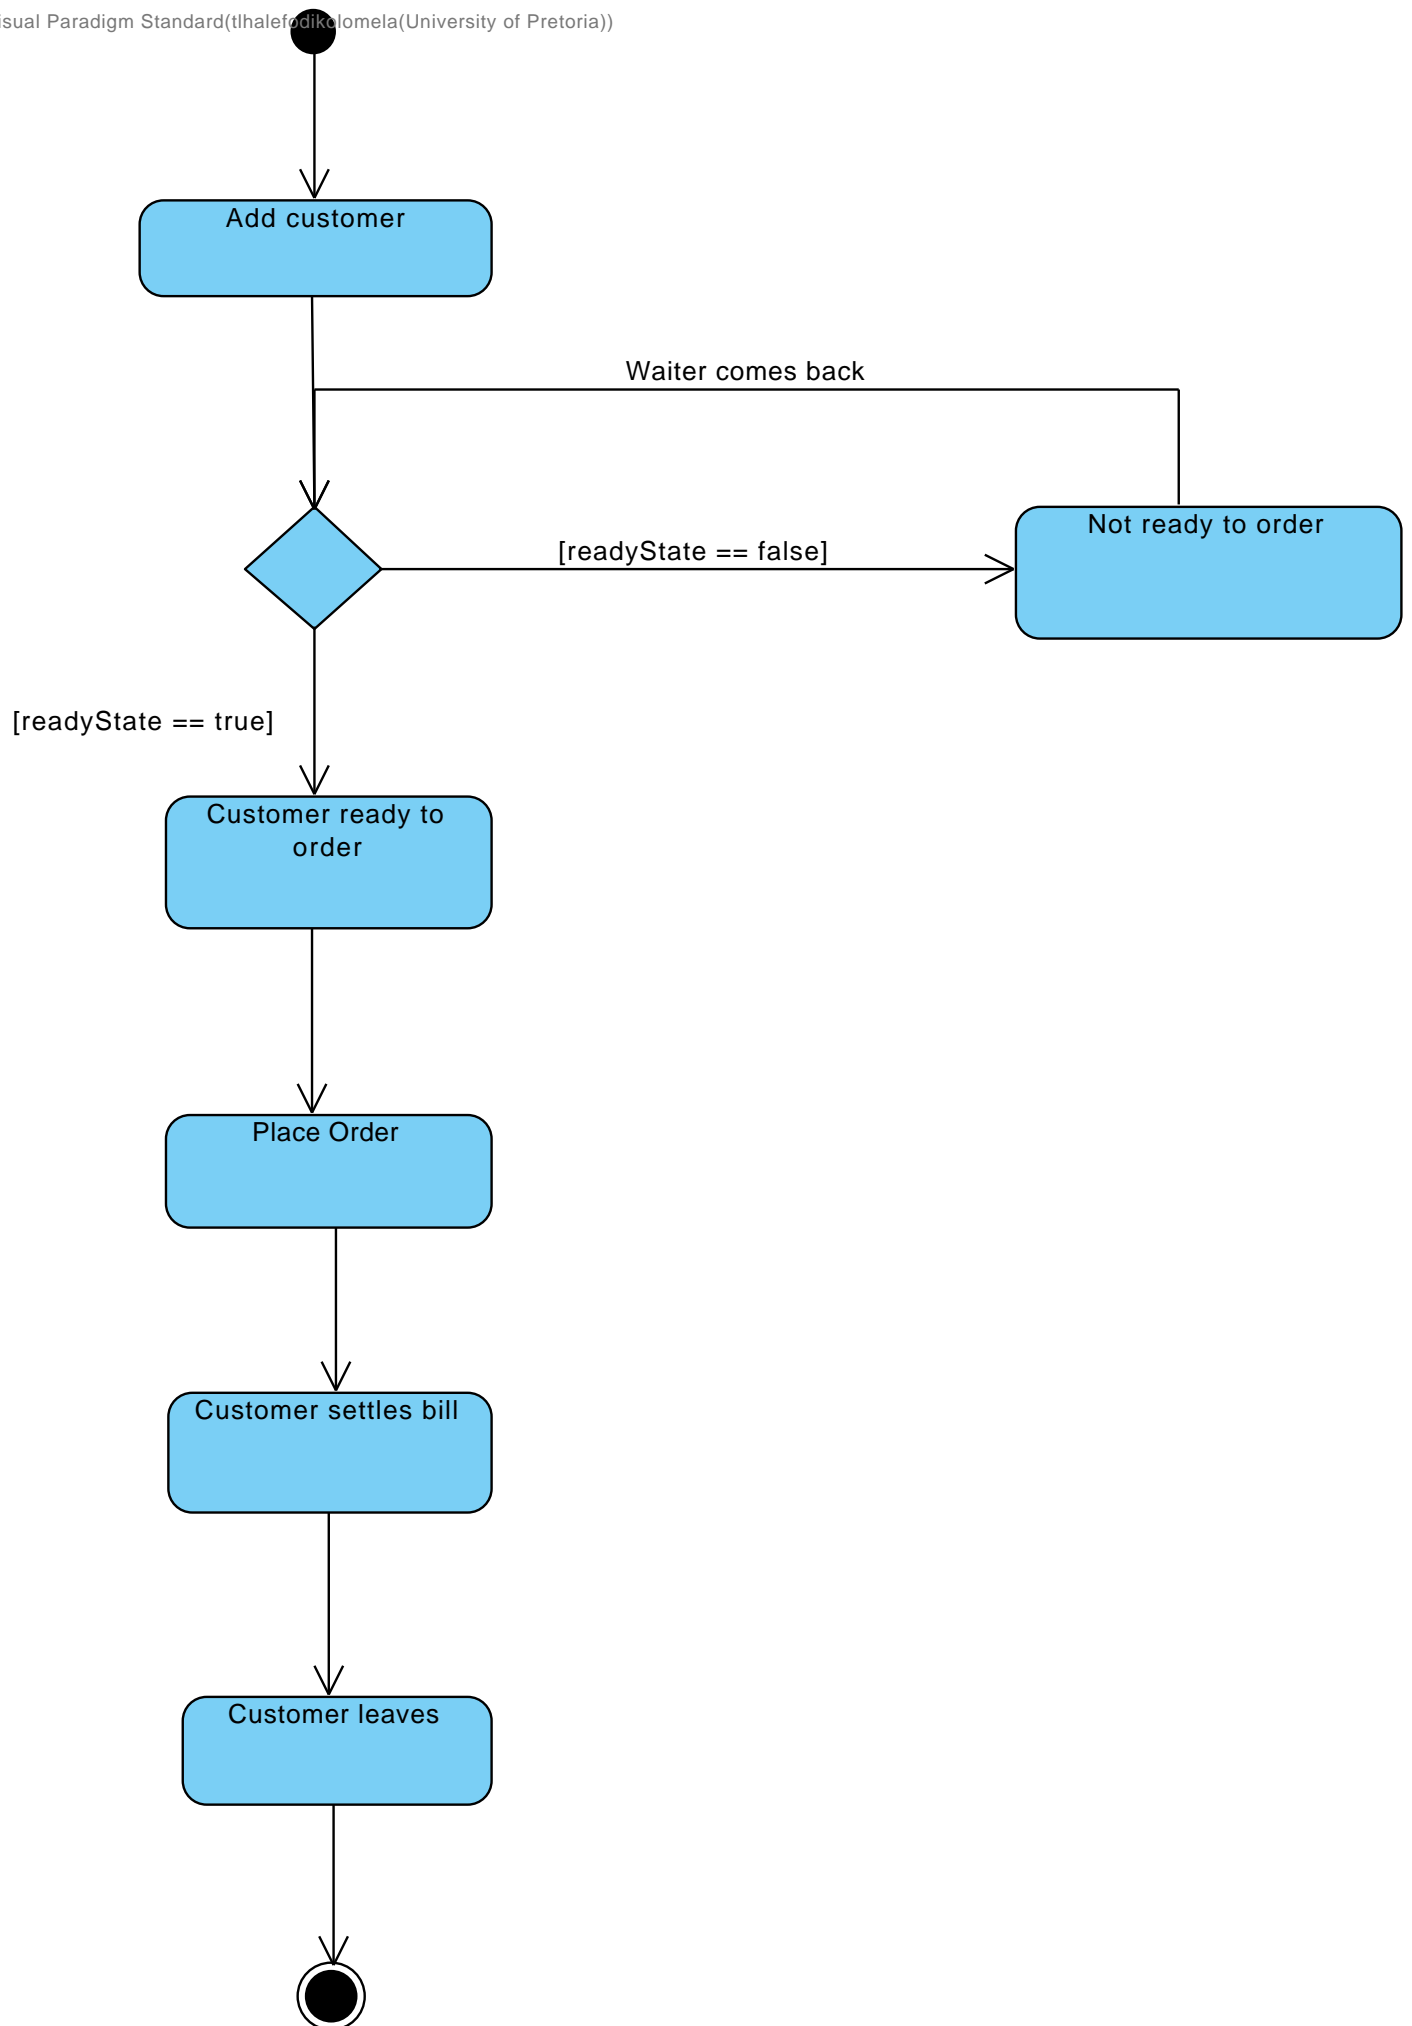 isual Paradigm Standard(tlhalefodikolomela(University of Pretoria))
Add customer
Waiter comes back
Not ready to order
[readyState == false]
[readyState == true]
Customer ready to
order
Place Order
Customer settles bill
Customer leaves